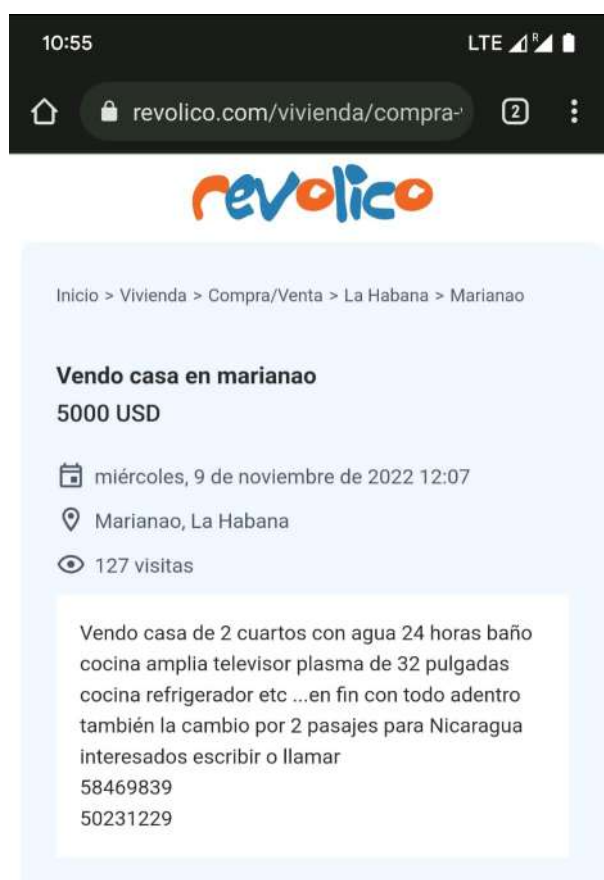 10:55 LTE R
revolico.com/vivienda/compra- 2
revolico
Inicio > Vivienda > Compra/Venta > La Habana > Marianao
Vendo casa en marianao
5000 USD
miércoles, 9 de noviembre de 2022 12:07
Marianao, La Habana
127 visitas
Vendo casa de 2 cuartos con agua 24 horas baño
cocina amplia televisor plasma de 32 pulgadas
cocina refrigerador etc ...en fin con todo adentro
también la cambio por 2 pasajes para Nicaragua
interesados escribir o llamar
58469839
50231229